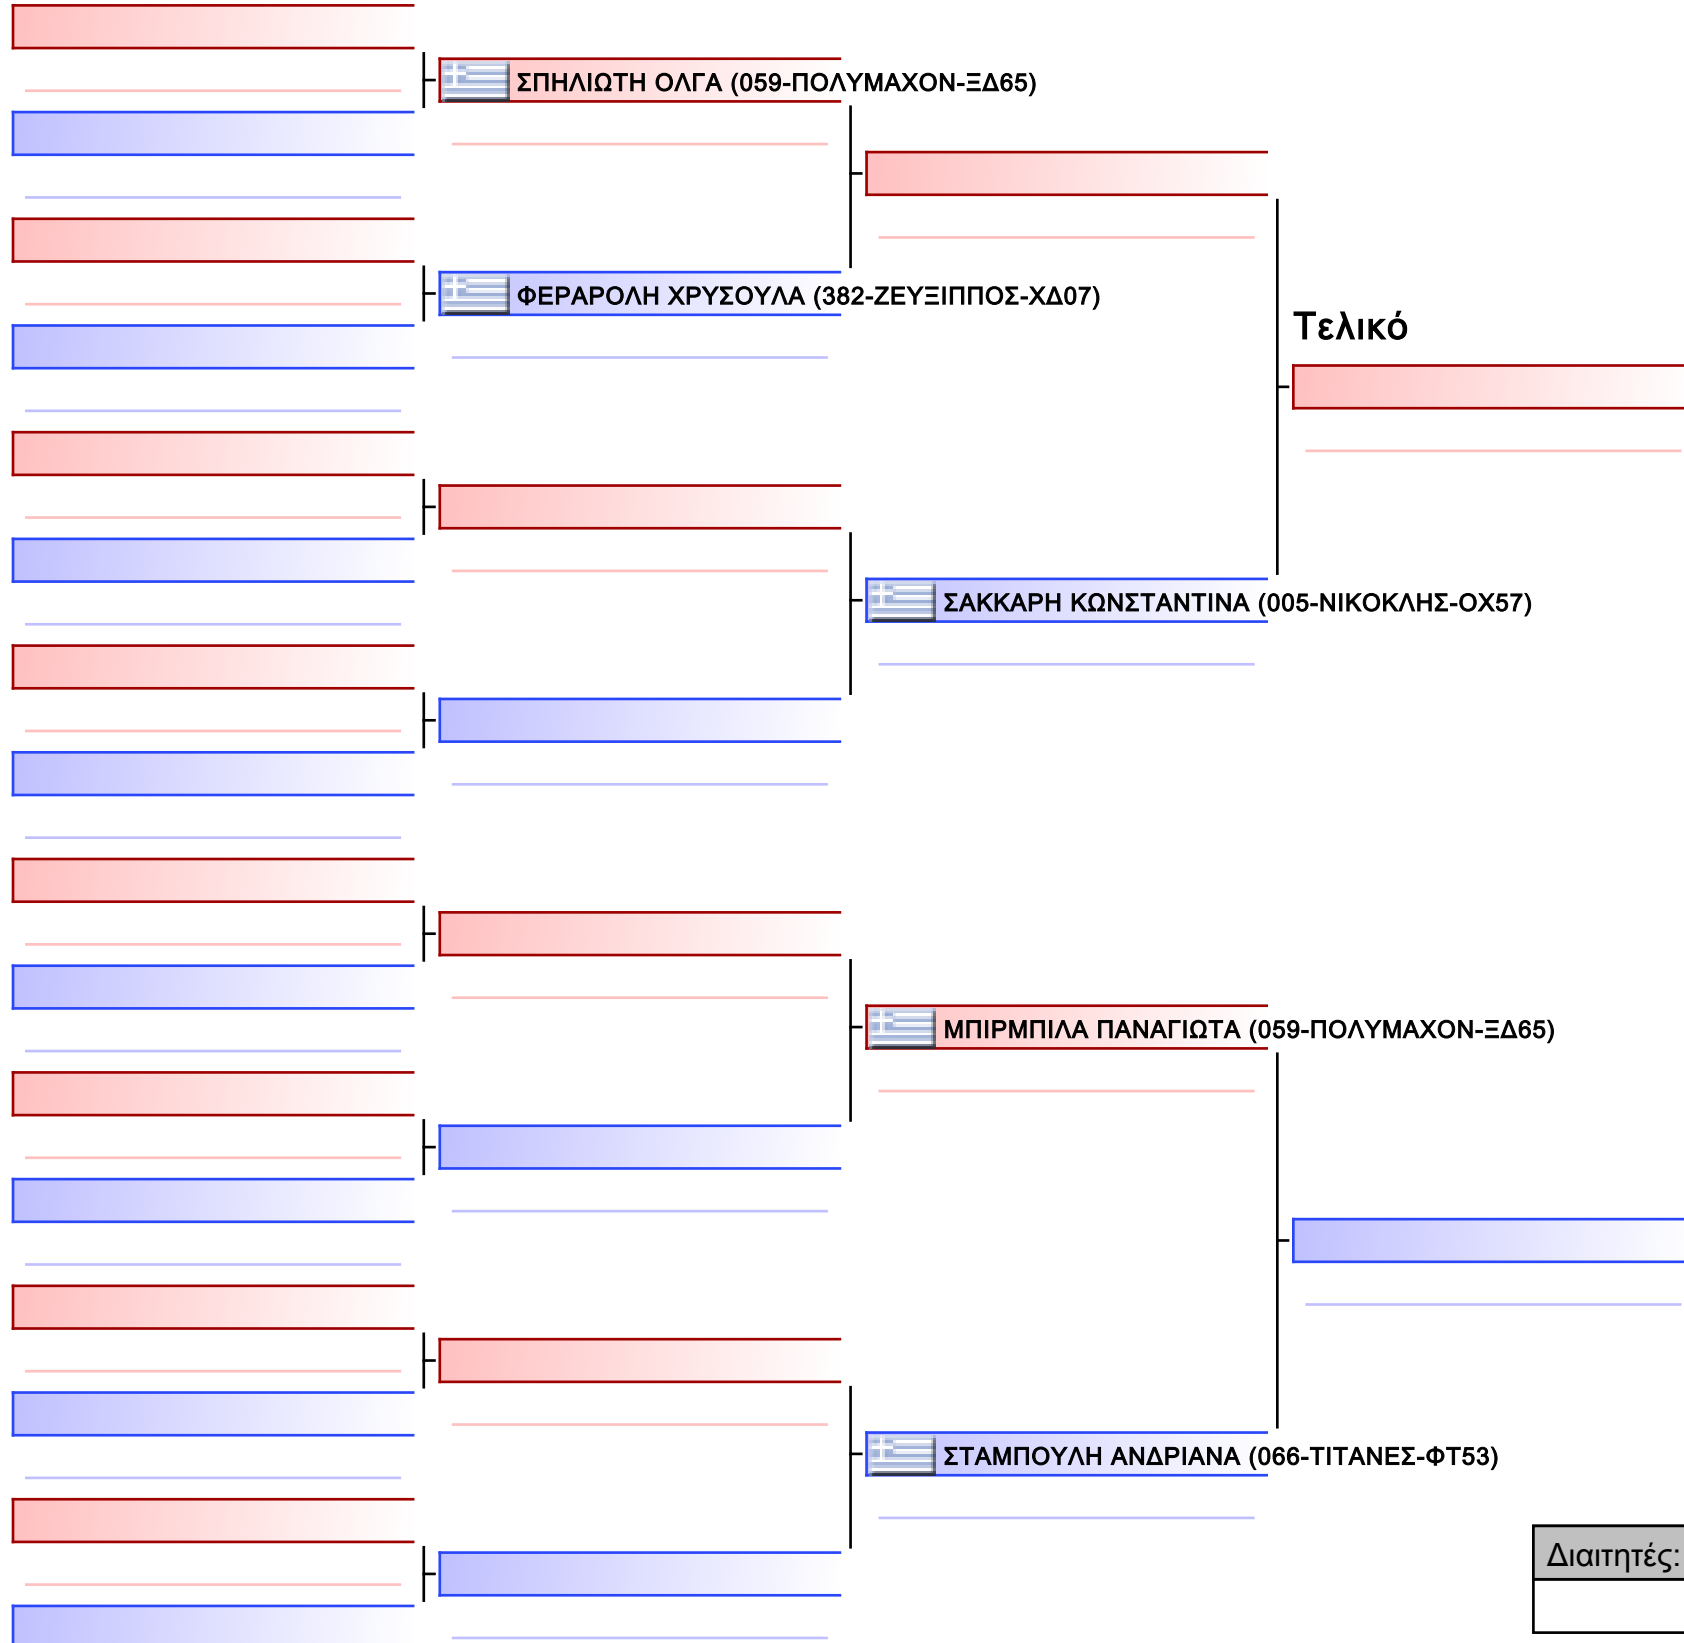 ΣΠΗΛΙΩΤΗ ΟΛΓΑ (059-ΠΟΛΥΜΑΧΟΝ-ΞΔ65)
ΦΕΡΑΡΟΛΗ ΧΡΥΣΟΥΛΑ (382-ΖΕΥΞΙΠΠΟΣ-ΧΔ07)
Τελικό
ΣΑΚΚΑΡΗ ΚΩΝΣΤΑΝΤΙΝΑ (005-ΝΙΚΟΚΛΗΣ-ΟΧ57)
ΜΠΙΡΜΠΙΛΑ ΠΑΝΑΓΙΩΤΑ (059-ΠΟΛΥΜΑΧΟΝ-ΞΔ65)
ΣΤΑΜΠΟΥΛΗ ΑΝΔΡΙΑΝΑ (066-ΤΙΤΑΝΕΣ-ΦΤ53)
Διαιτητές: